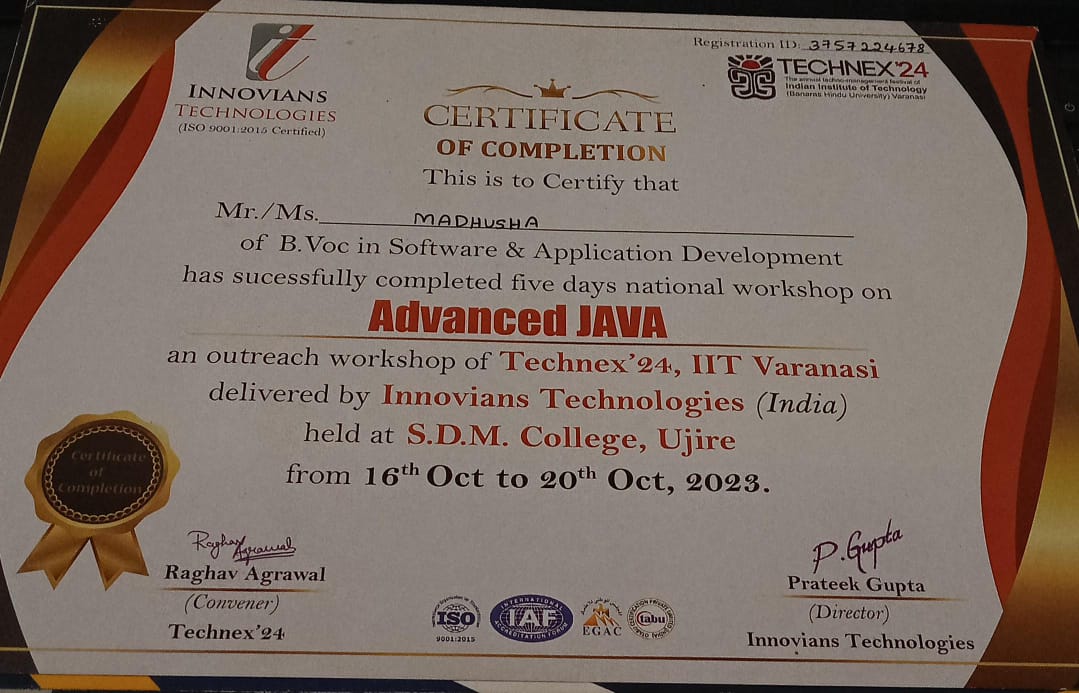 Registration ID: 3757224678
INNOVIANS
TECHNOLOGIES
(ISO 9001:2015 Certified)
TECHNEX'24
The annual techno-management festival of
Indian Institute of Technology
(Banaras Hindu University) Varanasi
CERTIFICATE
OF COMPLETION
This is to Certify that
Mr./Ms. MADHUSHA
of B.Voc in Software & Application Development
has sucessfully completed five days national workshop on
Advanced JAVA
an outreach workshop of Technex'24, IIT Varanasi
delivered by Innovians Technologies (India)
held at S.D.M. College, Ujire
from 16th Oct to 20th Oct, 2023.
Certificate
of
Completion
Raghav Agrawal
Raghav Agrawal
(Convener)
Technex'24
P. Gupta
Prateek Gupta
(Director)
Innovians Technologies
ISO
9001:2015
INTERNATIONAL
IAF
ACCREDITATION FORUM
EGAC
tabu